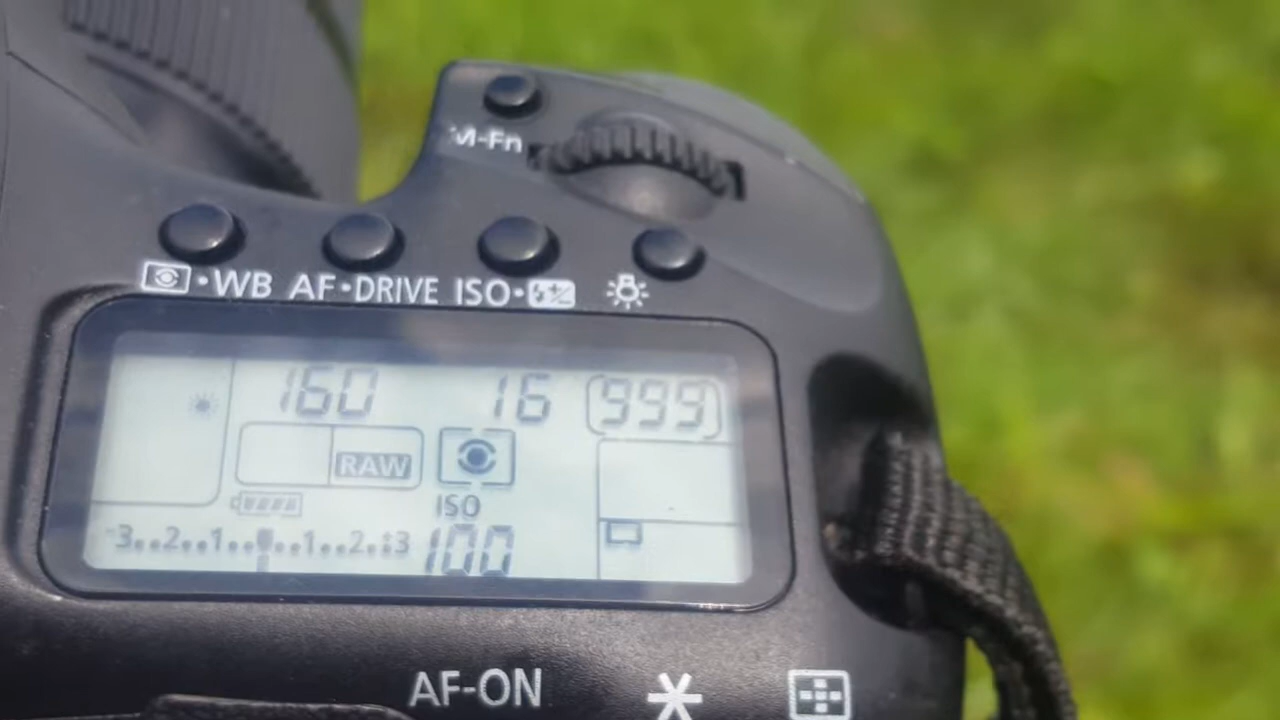 M-Fn
WB AF•DRIVE ISO•
160 16 999
RAW
ISO
-3..2..1..▮..1..2..+3 100
AF-ON